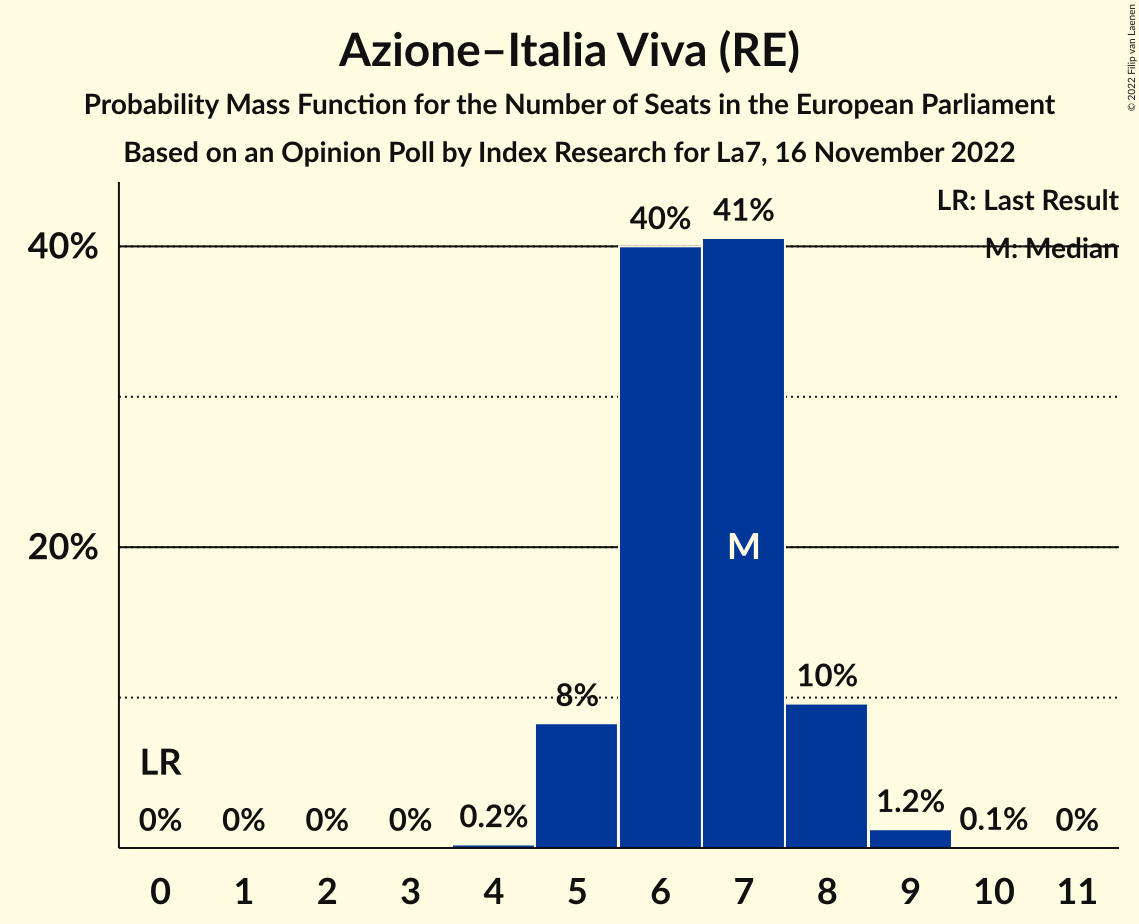 Azione–Italia Viva (RE)
Probability Mass Function for the Number of Seats in the European Parliament
Based on an Opinion Poll by Index Research for La7, 16 November 2022
© 2022 Filip van Laenen
LR: Last Result
M: Median
40%
20%
LR
0%
0%
0%
0%
0.2%
8%
40%
41%
M
10%
1.2%
0.1%
0%
0 1 2 3 4 5 6 7 8 9 10 11